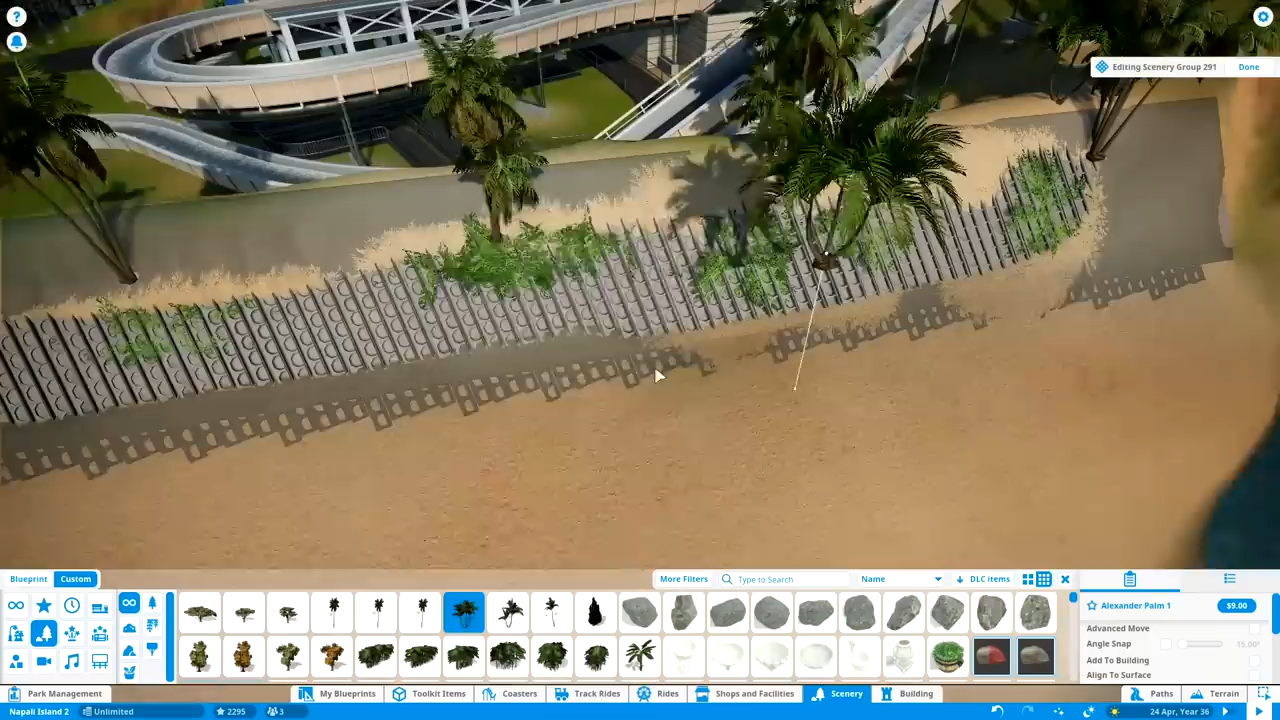 ?
Editing Scenery Group 291 Done
Blueprint Custom
More Filters Type to Search Name DLC items
Alexander Palm 1 $9.00
Advanced Move
Angle Snap 15.00°
Add To Building
Align To Surface
Park Management My Blueprints Toolkit Items Coasters Track Rides Rides Shops and Facilities Scenery Building Paths Terrain
Napali Island 2 Unlimited 2295 3 24 Apr, Year 36